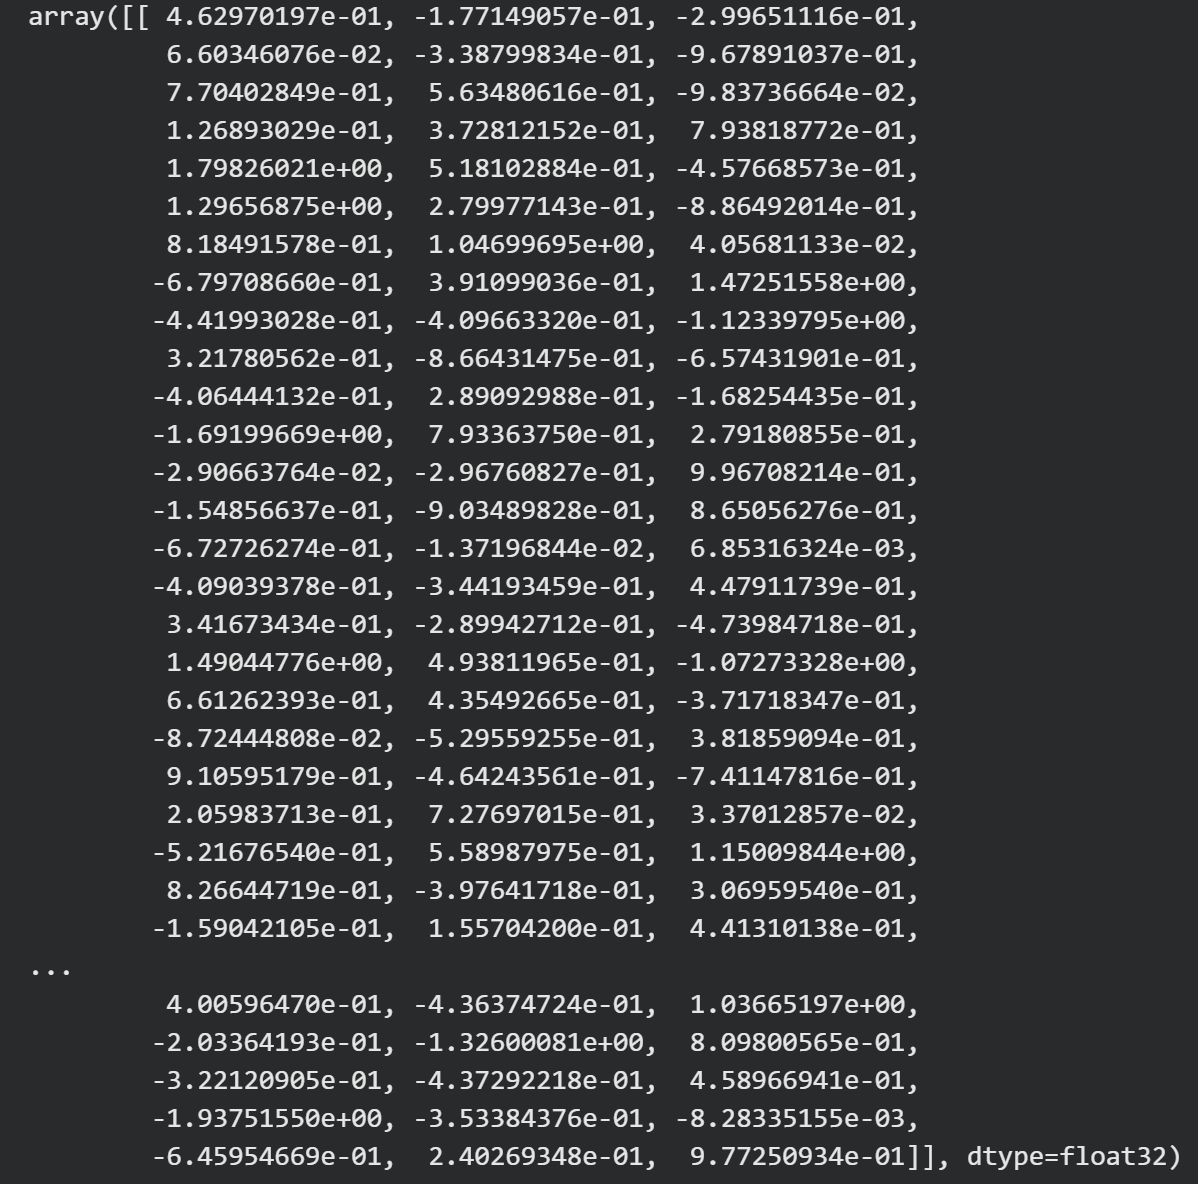 array([[ 4.62970197e-01, -1.77149057e-01, -2.99651116e-01,
6.60346076e-02, -3.38799834e-01, -9.67891037e-01,
7.70402849e-01, 5.63480616e-01, -9.83736664e-02,
1.26893029e-01, 3.72812152e-01, 7.93818772e-01,
1.79826021e+00, 5.18102884e-01, -4.57668573e-01,
1.29656875e+00, 2.79977143e-01, -8.86492014e-01,
8.18491578e-01, 1.04699695e+00, 4.05681133e-02,
-6.79708660e-01, 3.91099036e-01, 1.47251558e+00,
-4.41993028e-01, -4.09663320e-01, -1.12339795e+00,
3.21780562e-01, -8.66431475e-01, -6.57431901e-01,
-4.06444132e-01, 2.89092988e-01, -1.68254435e-01,
-1.69199669e+00, 7.93363750e-01, 2.79180855e-01,
-2.90663764e-02, -2.96760827e-01, 9.96708214e-01,
-1.54856637e-01, -9.03489828e-01, 8.65056276e-01,
-6.72726274e-01, -1.37196844e-02, 6.85316324e-03,
-4.09039378e-01, -3.44193459e-01, 4.47911739e-01,
3.41673434e-01, -2.89942712e-01, -4.73984718e-01,
1.49044776e+00, 4.93811965e-01, -1.07273328e+00,
6.61262393e-01, 4.35492665e-01, -3.71718347e-01,
-8.72444808e-02, -5.29559255e-01, 3.81859094e-01,
9.10595179e-01, -4.64243561e-01, -7.41147816e-01,
2.05983713e-01, 7.27697015e-01, 3.37012857e-02,
-5.21676540e-01, 5.58987975e-01, 1.15009844e+00,
8.26644719e-01, -3.97641718e-01, 3.06959540e-01,
-1.59042105e-01, 1.55704200e-01, 4.41310138e-01,
...
4.00596470e-01, -4.36374724e-01, 1.03665197e+00,
-2.03364193e-01, -1.32600081e+00, 8.09800565e-01,
-3.22120905e-01, -4.37292218e-01, 4.58966941e-01,
-1.93751550e+00, -3.53384376e-01, -8.28335155e-03,
-6.45954669e-01, 2.40269348e-01, 9.77250934e-01]], dtype=float32)